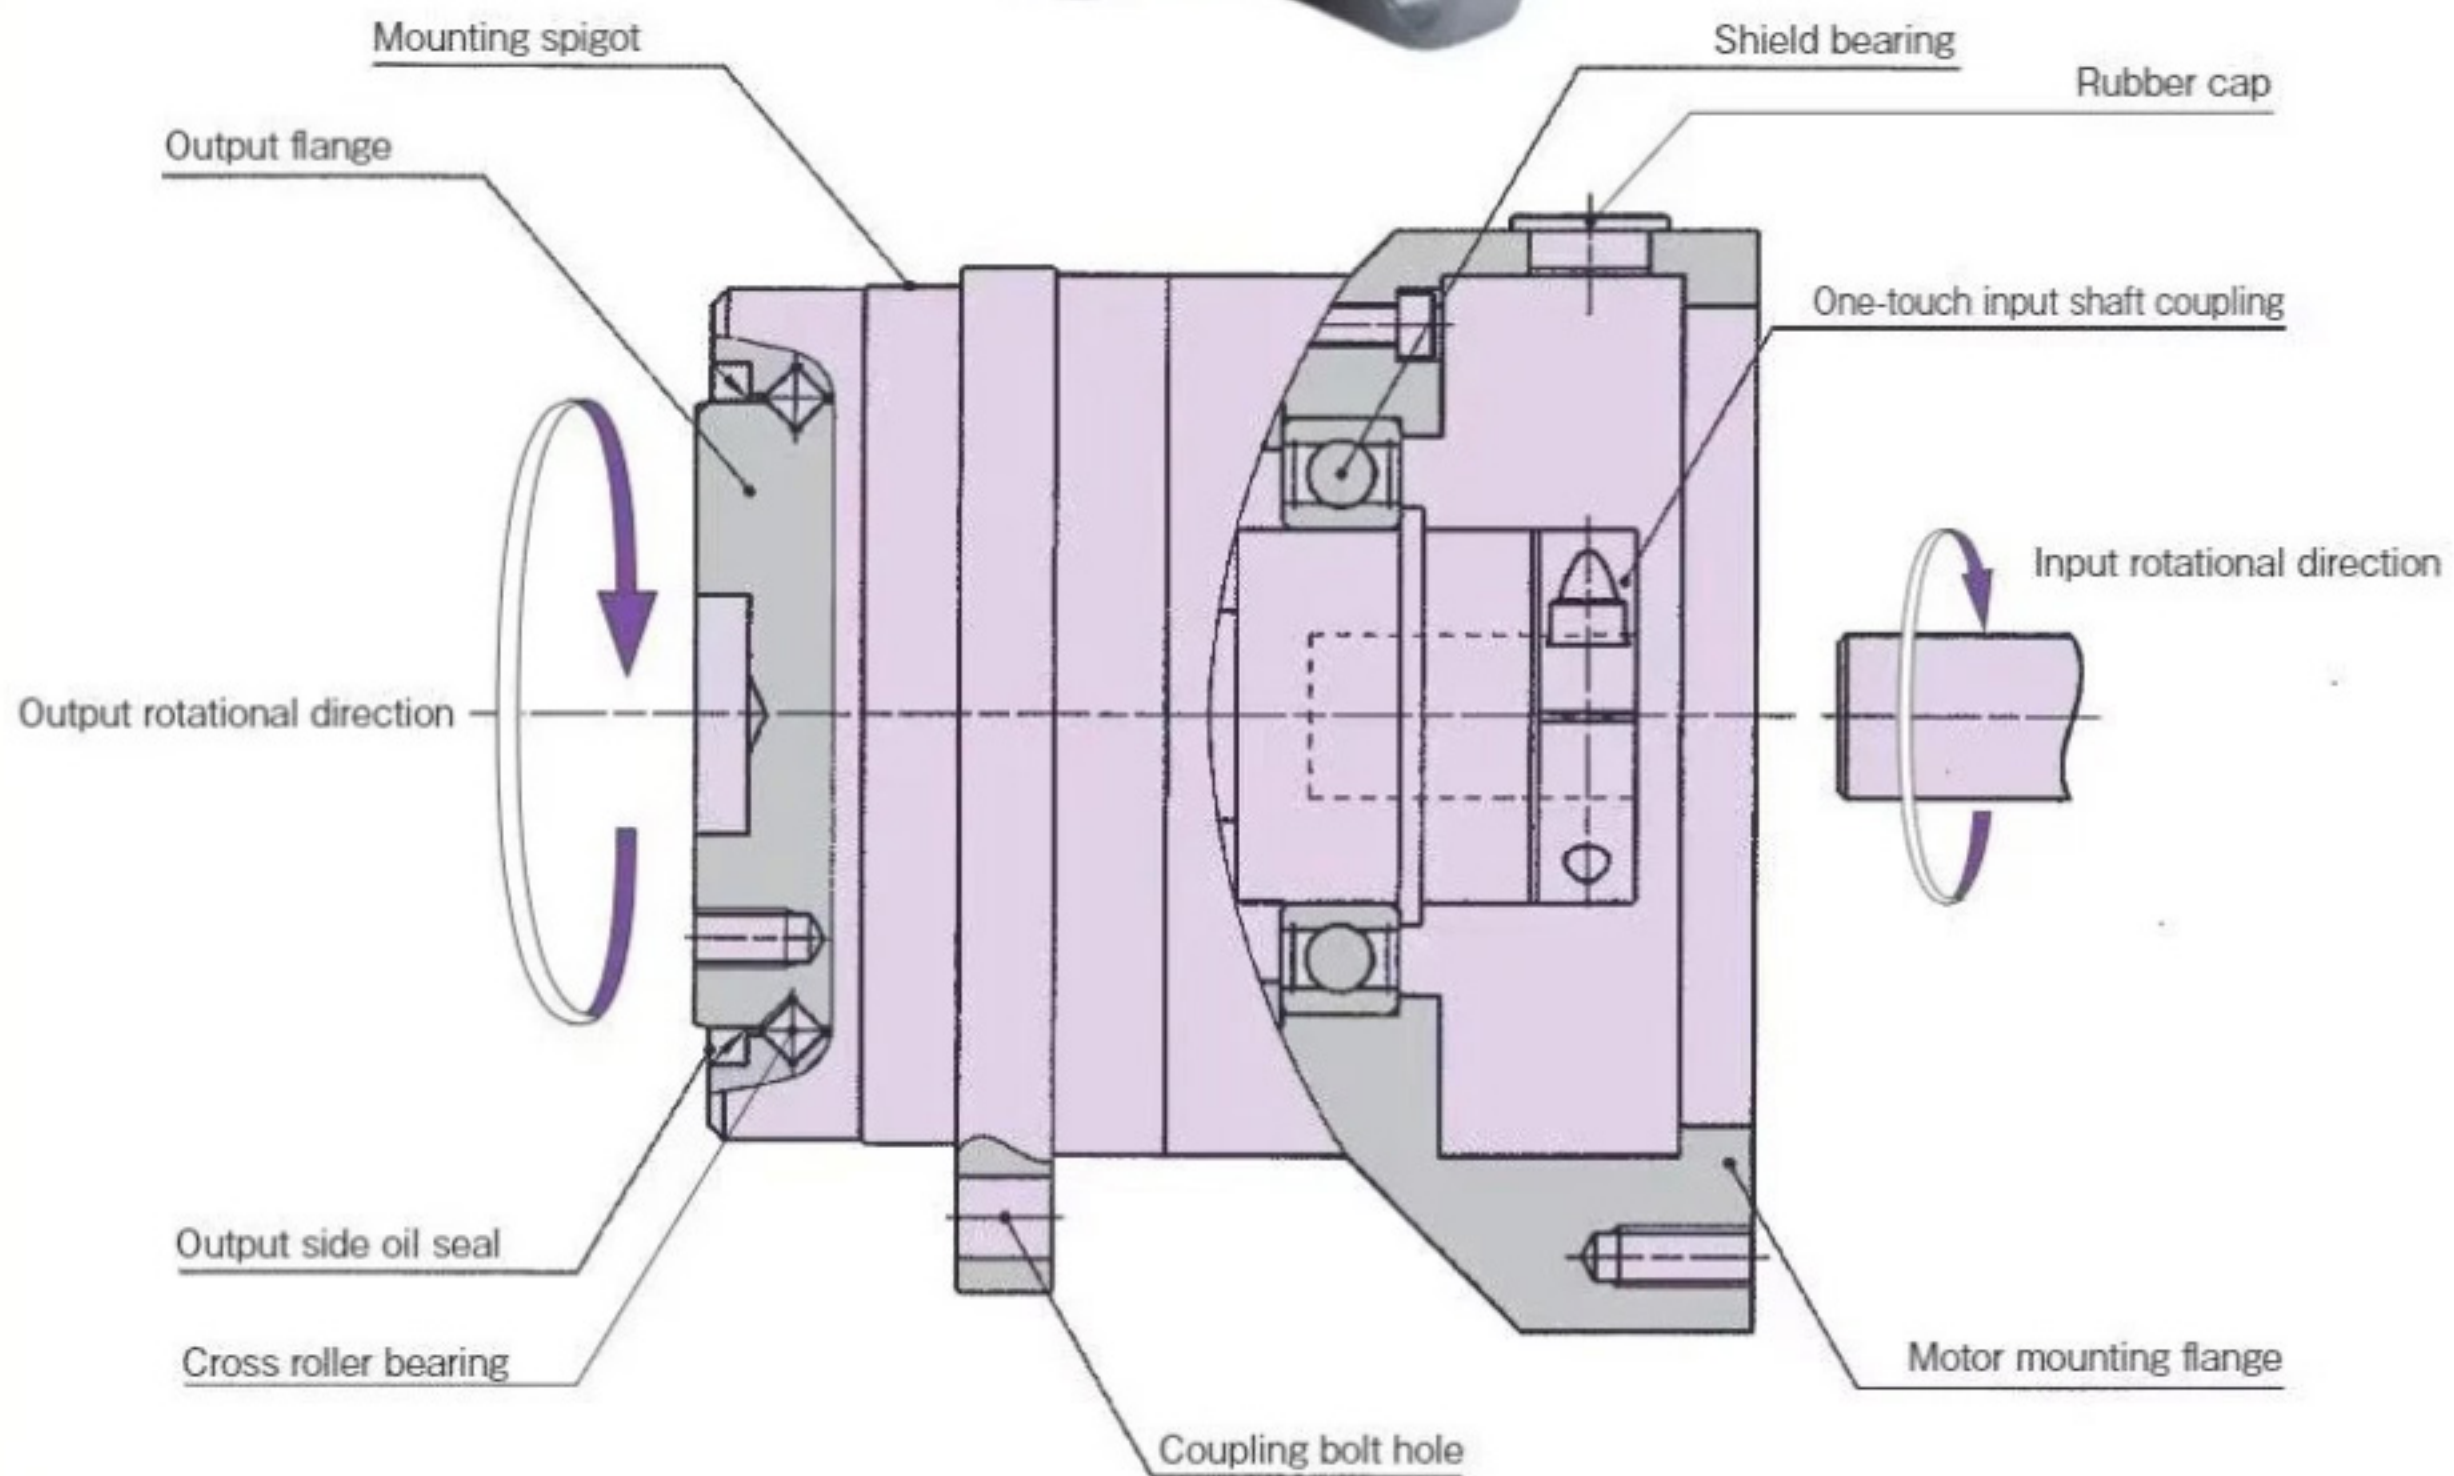 Mounting spigot
Shield bearing
Rubber cap
Output flange
One-touch input shaft coupling
Input rotational direction
Output rotational direction
Output side oil seal
Cross roller bearing
Motor mounting flange
Coupling bolt hole